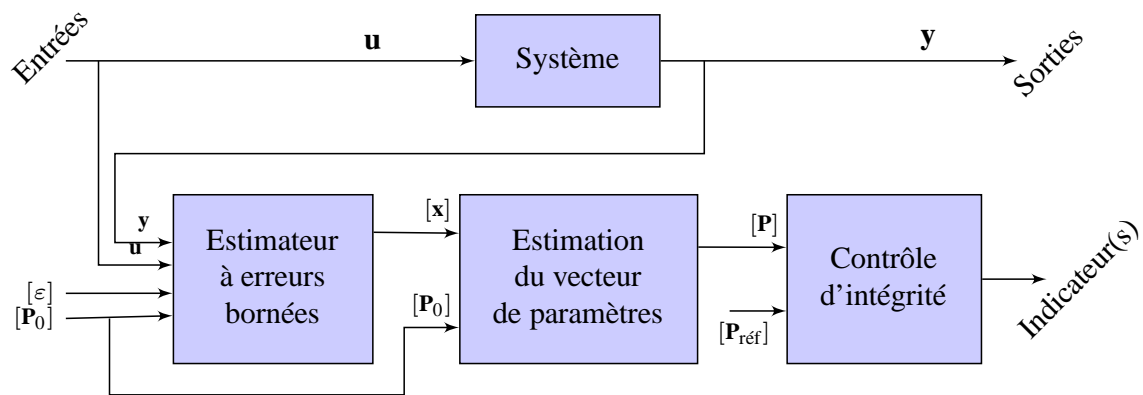 Entrées
u
Système
y
Sorties
y
u
[ε]
[P0]
Estimateur
à erreurs
bornées
[x]
[P0]
Estimation
du vecteur
de paramètres
[P]
[Préf]
Contrôle
d'intégrité
Indicateur(s)